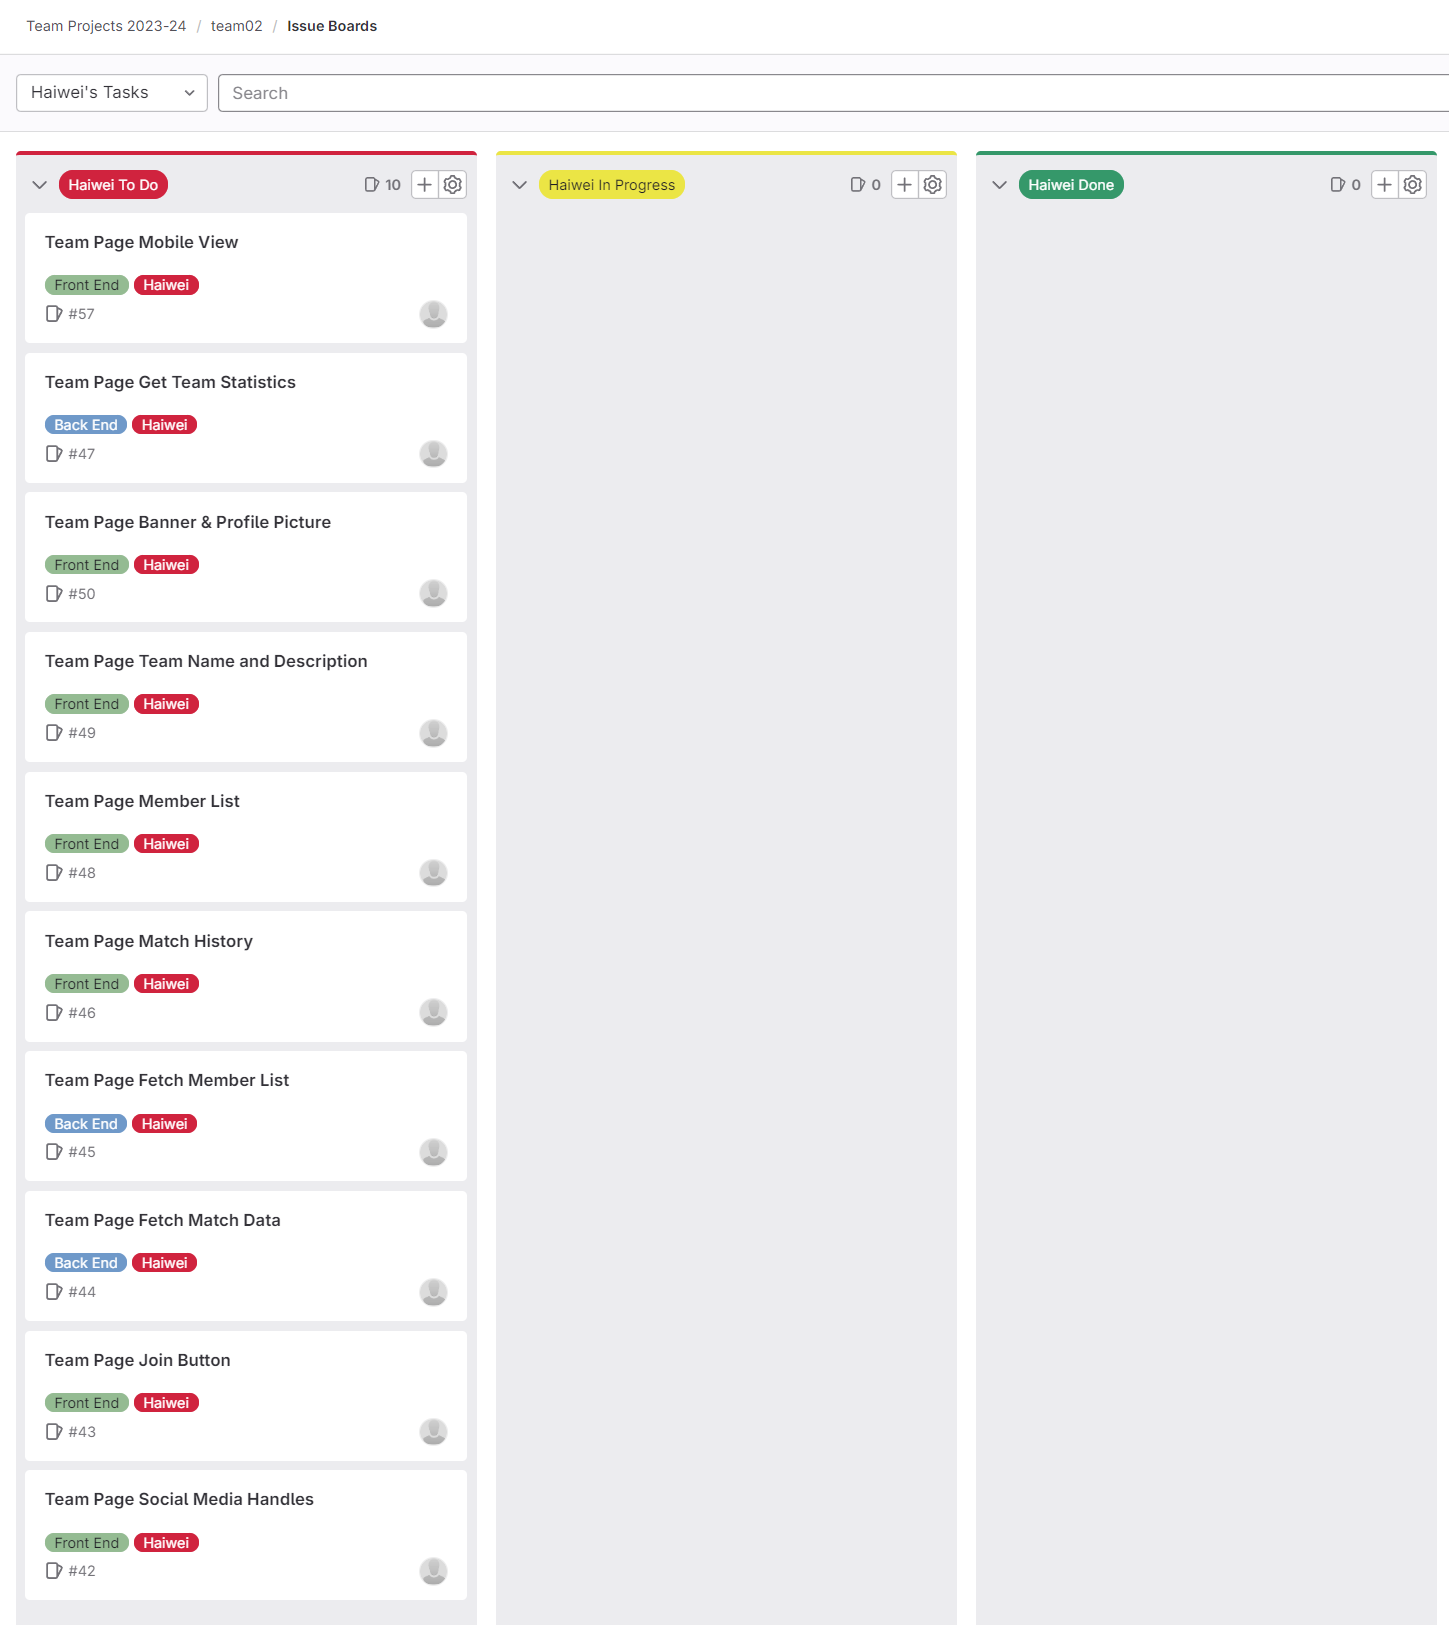 Team Projects 2023-24 / team02 / Issue Boards
Haiwei's Tasks
Search
Haiwei To Do 10
Team Page Mobile View
Front End Haiwei
#57
Team Page Get Team Statistics
Back End Haiwei
#47
Team Page Banner & Profile Picture
Front End Haiwei
#50
Team Page Team Name and Description
Front End Haiwei
#49
Team Page Member List
Front End Haiwei
#48
Team Page Match History
Front End Haiwei
#46
Team Page Fetch Member List
Back End Haiwei
#45
Team Page Fetch Match Data
Back End Haiwei
#44
Team Page Join Button
Front End Haiwei
#43
Team Page Social Media Handles
Front End Haiwei
#42
Haiwei In Progress 0
Haiwei Done 0